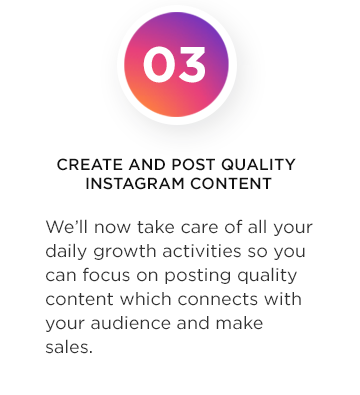 03
CREATE AND POST QUALITY
INSTAGRAM CONTENT
We’ll now take care of all your
daily growth activities so you
can focus on posting quality
content which connects with
your audience and make
sales.